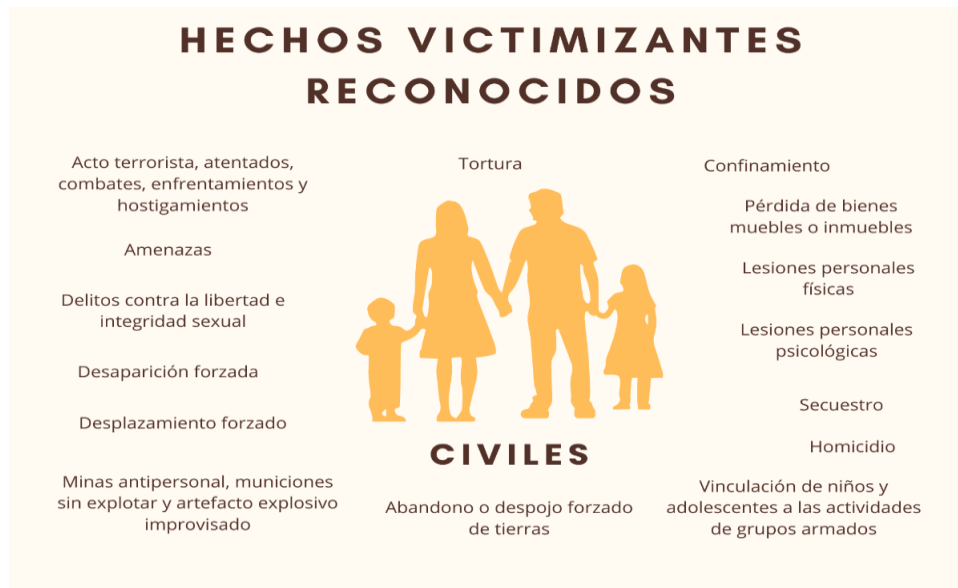 HECHOS VICTIMIZANTES
RECONOCIDOS
Acto terrorista, atentados,
combates, enfrentamientos y
hostigamientos
Amenazas
Delitos contra la libertad e
integridad sexual
Desaparición forzada
Desplazamiento forzado
Minas antipersonal, municiones
sin explotar y artefacto explosivo
improvisado
Tortura
CIVILES
Abandono o despojo forzado
de tierras
Confinamiento
Pérdida de bienes
muebles o inmuebles
Lesiones personales
físicas
Lesiones personales
psicológicas
Secuestro
Homicidio
Vinculación de niños y
adolescentes a las actividades
de grupos armados